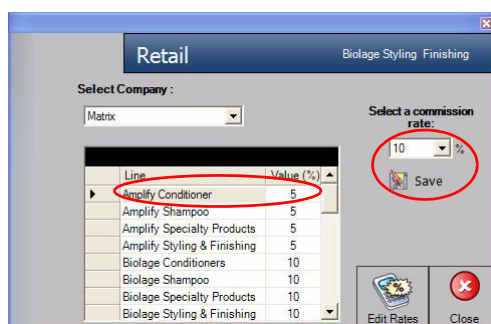 Retail
Biolage Styling Finishing
Select Company :
Matrix
Select a commission
rate:
10 %
Save
Line Value (%)
Amplify Conditioner 5
Amplify Shampoo 5
Amplify Specialty Products 5
Amplify Styling & Finishing 5
Biolage Conditioners 10
Biolage Shampoo 10
Biolage Specialty Products 10
Biolage Styling & Finishing 10
Edit Rates
Close